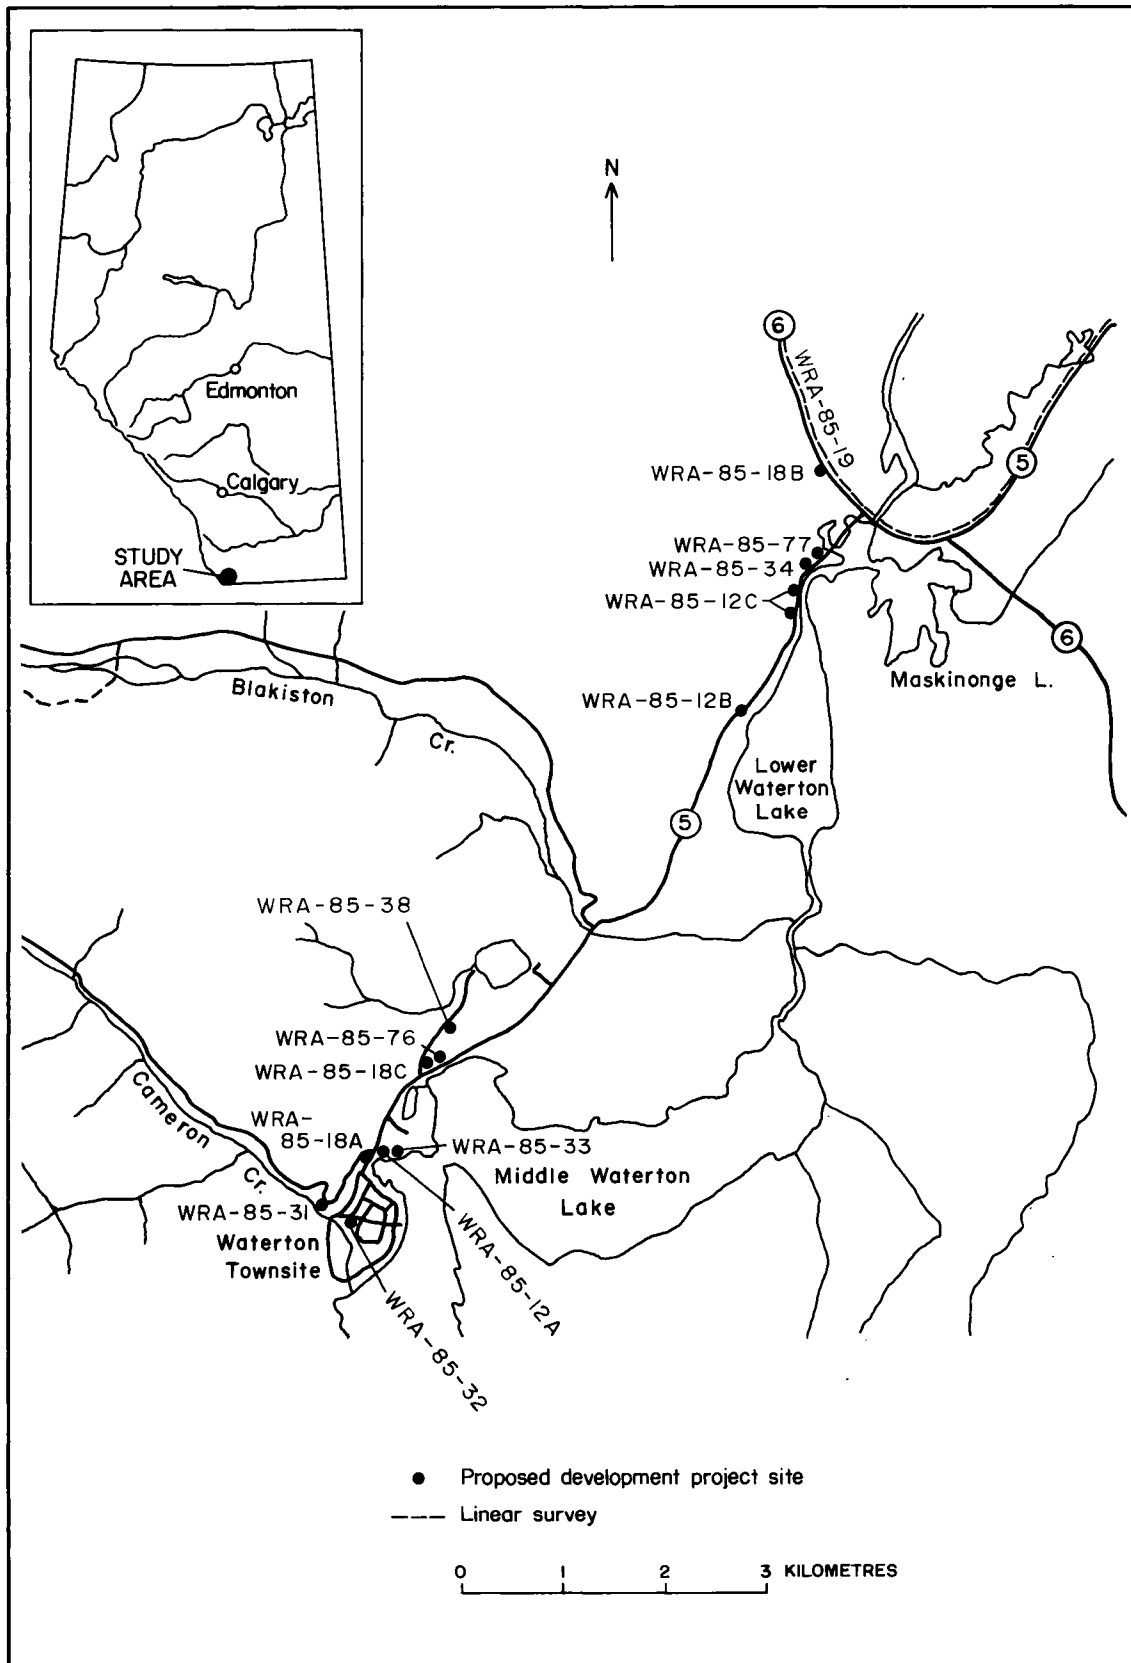 Edmonton
Calgary
STUDY
AREA
N
6
WRA-85-19
5
WRA-85-18B
WRA-85-77
WRA-85-34
WRA-85-12C
6
Maskinonge L.
Blakiston
Cr.
WRA-85-12B
Lower
Waterton
Lake
5
WRA-85-38
WRA-85-76
WRA-85-18C
Cameron
Cr.
WRA-
85-18A
WRA-85-33
Middle Waterton
Lake
WRA-85-31
Waterton
Townsite
WRA-85-12A
WRA-85-32
Proposed development project site
Linear survey
0 1 2 3 KILOMETRES